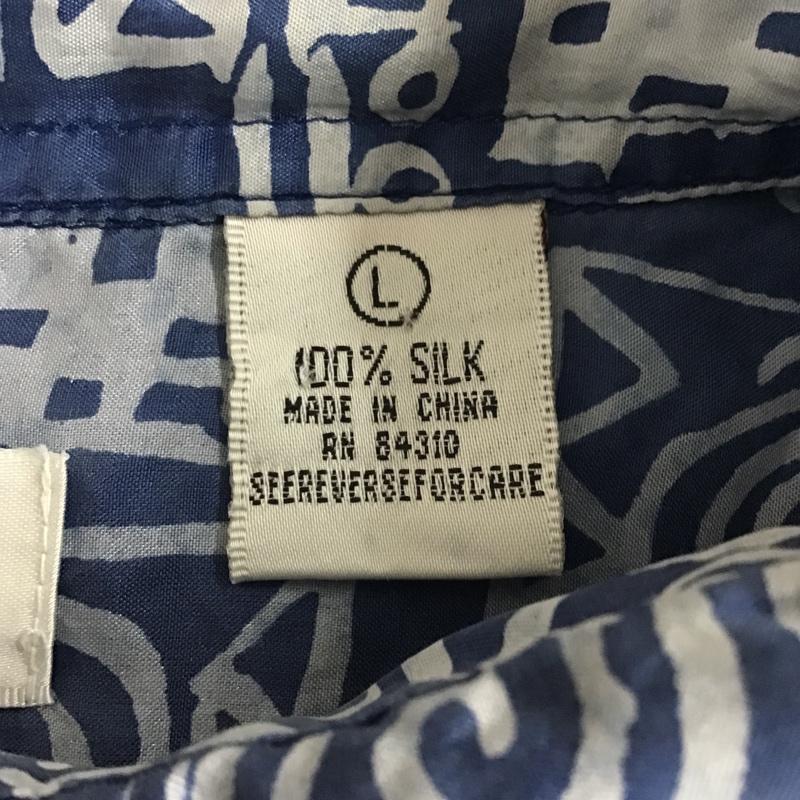 L
100% SILK
MADE IN CHINA
RN 84310
SEEREVERSEFORCARE